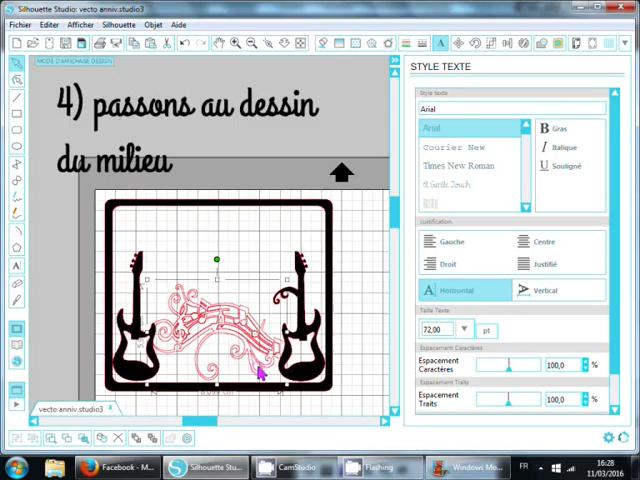 Silhouette Studio: vecto anniv.studio3
Fichier Editer Afficher Silhouette Objet Aide
MODE D'AFFICHAGE DESSIN
4) passons au dessin
du milieu
vecto anniv.studio3
STYLE TEXTE
Style texte
Arial
Arial
Courier New
Times New Roman
Gras
Italique
Souligné
Justification
Gauche
Centre
Droit
Justifié
Horizontal
Vertical
Taille Texte
72,00
pt
Espacement Caractères
Espacement
Caractères
100,0
%
Espacement Traits
Espacement
Traits
100,0
%
Facebook - M...
Silhouette Stu...
CamStudio
Flashing
Windows Mo...
FR
16:28
11/03/2016